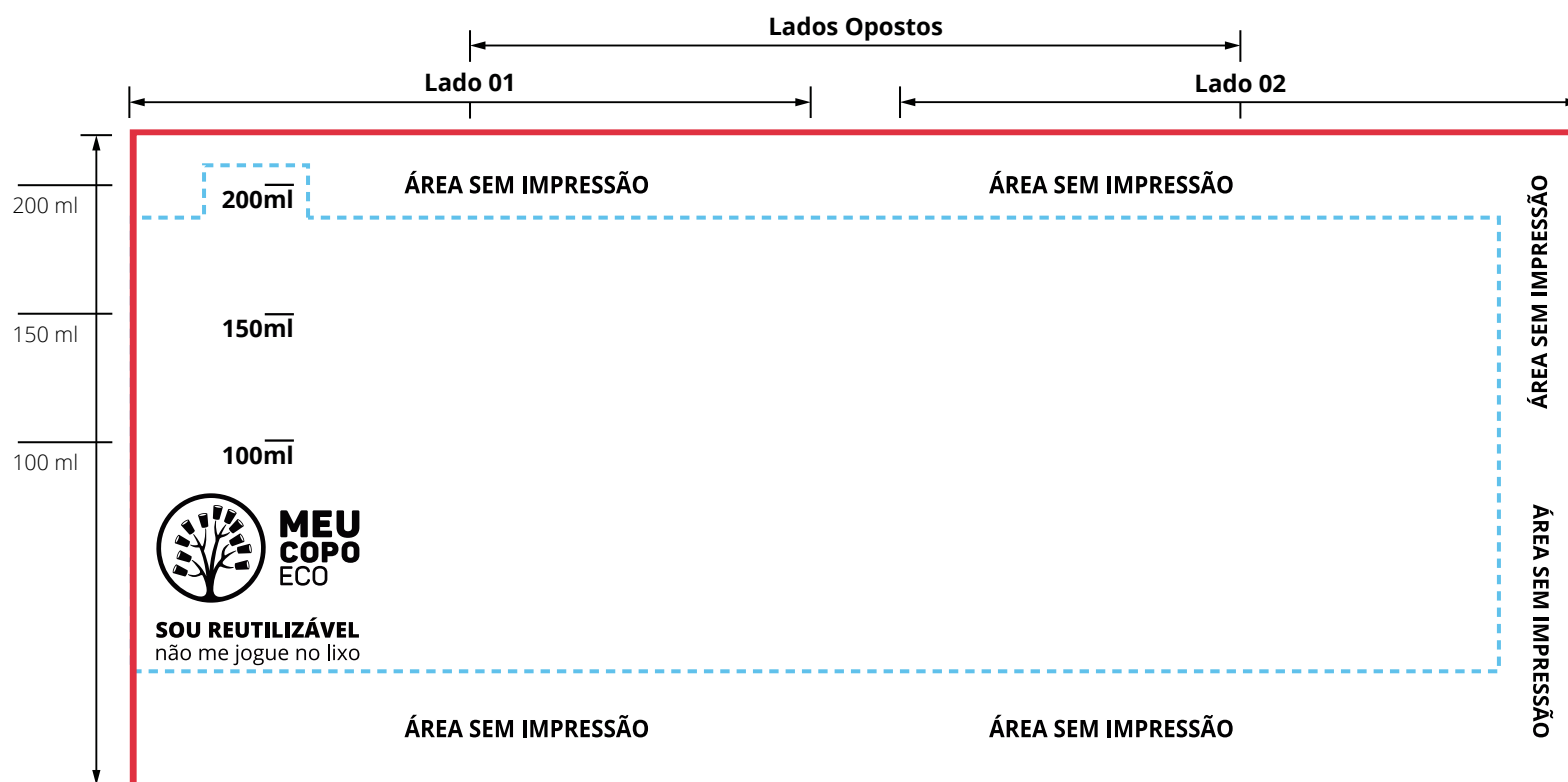 Lados Opostos
Lado 01
Lado 02
200 ml
200ml
ÁREA SEM IMPRESSÃO
ÁREA SEM IMPRESSÃO
ÁREA SEM IMPRESSÃO
150 ml
150ml
100 ml
100ml
MEU
COPO
ECO
SOU REUTILIZÁVEL
não me jogue no lixo
ÁREA SEM IMPRESSÃO
ÁREA SEM IMPRESSÃO
ÁREA SEM IMPRESSÃO